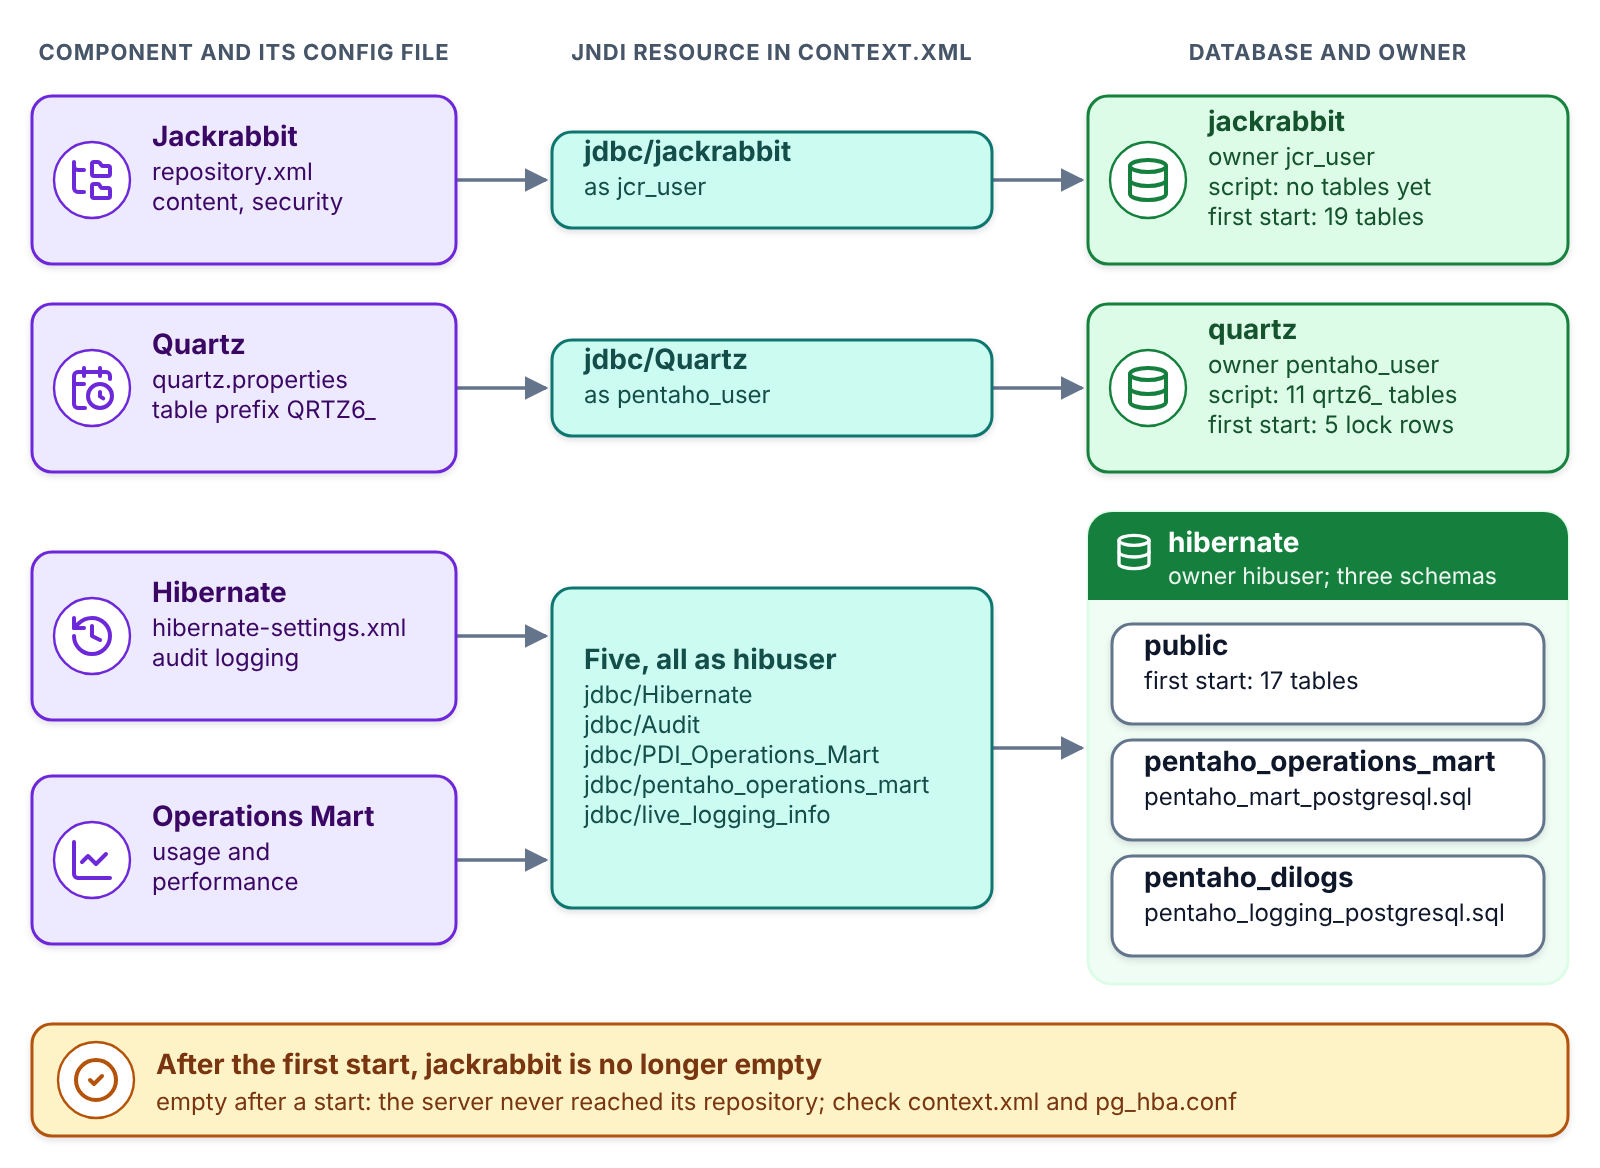 COMPONENT AND ITS CONFIG FILE
JNDI RESOURCE IN CONTEXT.XML
DATABASE AND OWNER
Jackrabbit
repository.xml
content, security
jdbc/jackrabbit
as jcr_user
jackrabbit
owner jcr_user
script: no tables yet
first start: 19 tables
Quartz
quartz.properties
table prefix QRTZ6_
jdbc/Quartz
as pentaho_user
quartz
owner pentaho_user
script: 11 qrtz6_ tables
first start: 5 lock rows
Hibernate
hibernate-settings.xml
audit logging
Operations Mart
usage and
performance
Five, all as hibuser
jdbc/Hibernate
jdbc/Audit
jdbc/PDI_Operations_Mart
jdbc/pentaho_operations_mart
jdbc/live_logging_info
hibernate
owner hibuser; three schemas
public
first start: 17 tables
pentaho_operations_mart
pentaho_mart_postgresql.sql
pentaho_dilogs
pentaho_logging_postgresql.sql
After the first start, jackrabbit is no longer empty
empty after a start: the server never reached its repository; check context.xml and pg_hba.conf